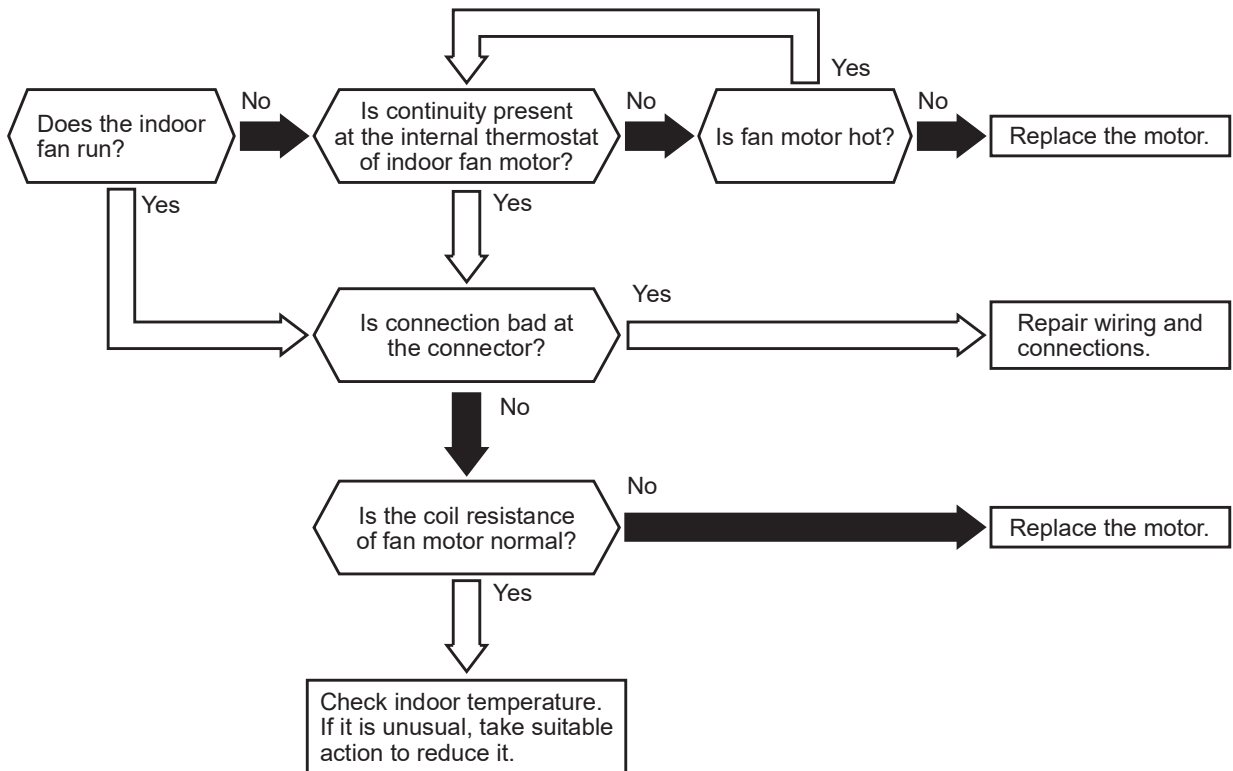 Yes
Does the indoor
fan run?
No
Is continuity present
at the internal thermostat
of indoor fan motor?
No
Is fan motor hot?
No
Replace the motor.
Yes
Yes
Is connection bad at
the connector?
Yes
Repair wiring and
connections.
No
Is the coil resistance
of fan motor normal?
No
Replace the motor.
Yes
Check indoor temperature.
If it is unusual, take suitable
action to reduce it.